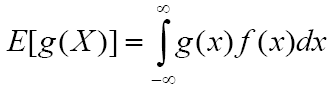 E[g(X)] = ∫_{-∞}^{∞} g(x) f(x)dx